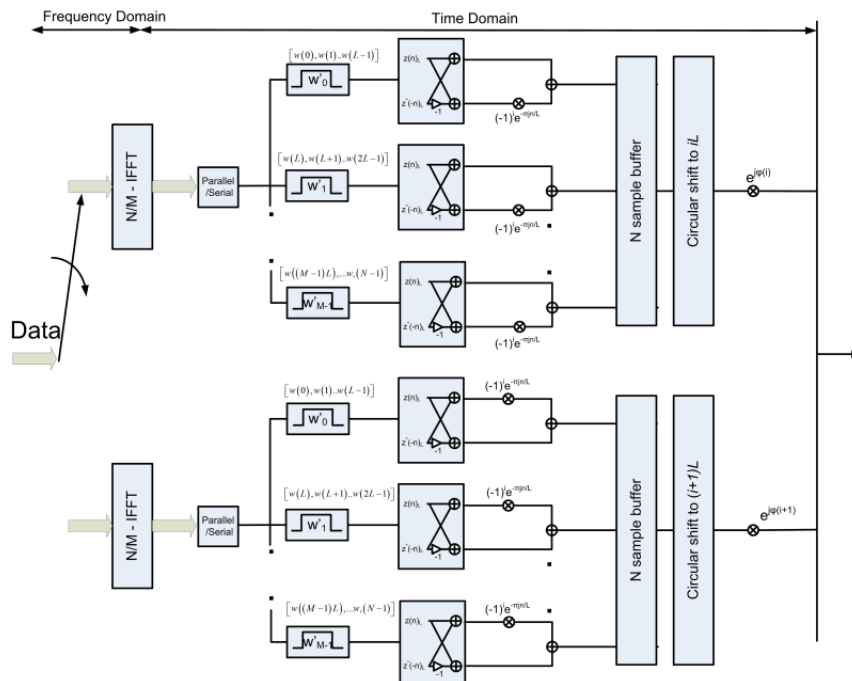 Frequency Domain
Time Domain
[w(0), w(1)..w(L-1)]
w'0
z(n)L
z*(-n)L
-1
(-1)^i e^-πjn/L
[w(L), w(L+1)..w(2L-1)]
w'1
z(n)L
z*(-n)L
-1
(-1)^i e^-πjn/L
[w((M-1)L),...w,(N-1)]
w'M-1
z(n)L
z*(-n)L
-1
(-1)^i e^-πjn/L
N/M - IFFT
Parallel
/Serial
N sample buffer
Circular shift to iL
e^jφ(i)
Data
[w(0), w(1)..w(L-1)]
w'0
z(n)L
z*(-n)L
-1
(-1)^i e^-πjn/L
[w(L), w(L+1)..w(2L-1)]
w'1
z(n)L
z*(-n)L
-1
(-1)^i e^-πjn/L
[w((M-1)L),...w,(N-1)]
w'M-1
z(n)L
z*(-n)L
-1
(-1)^i e^-πjn/L
N/M - IFFT
Parallel
/Serial
N sample buffer
Circular shift to (i+1)L
e^jφ(i+1)